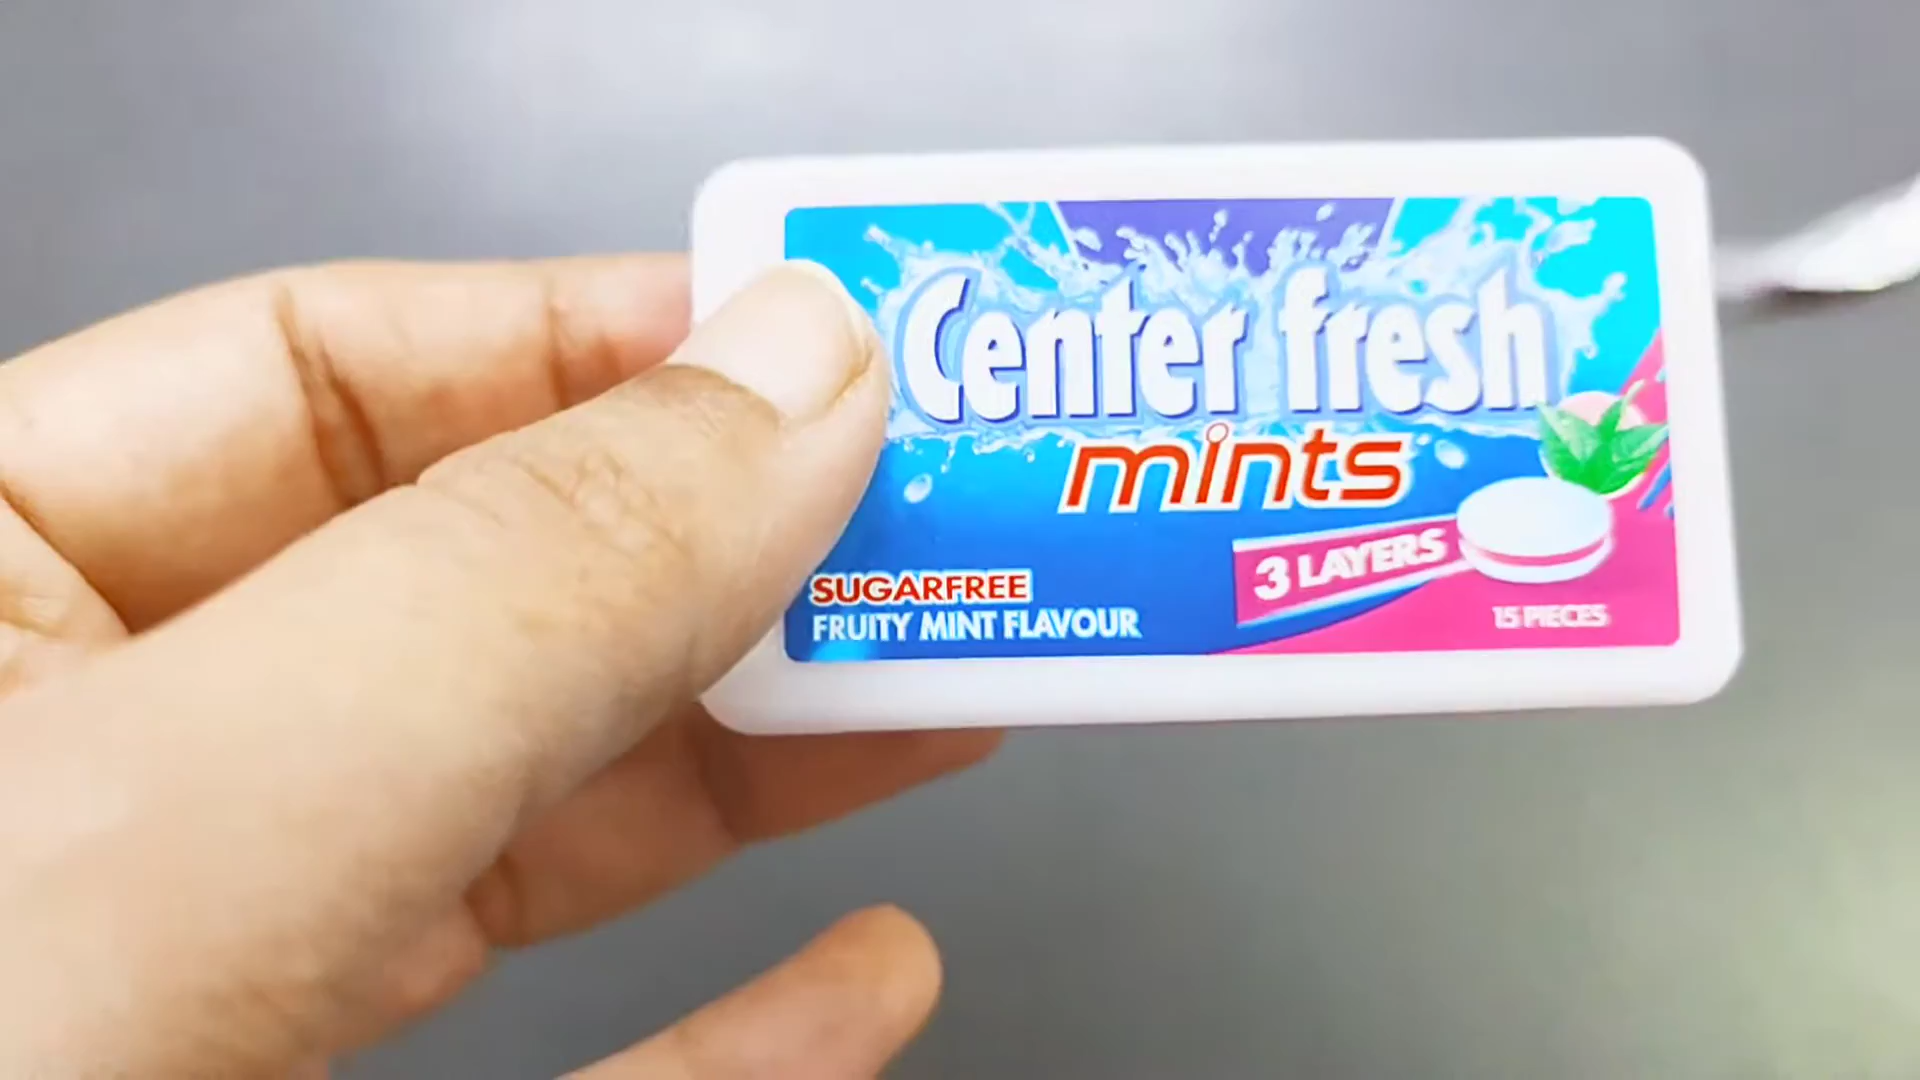 Center fresh
mints
3 LAYERS
SUGARFREE
FRUITY MINT FLAVOUR
15 PIECES